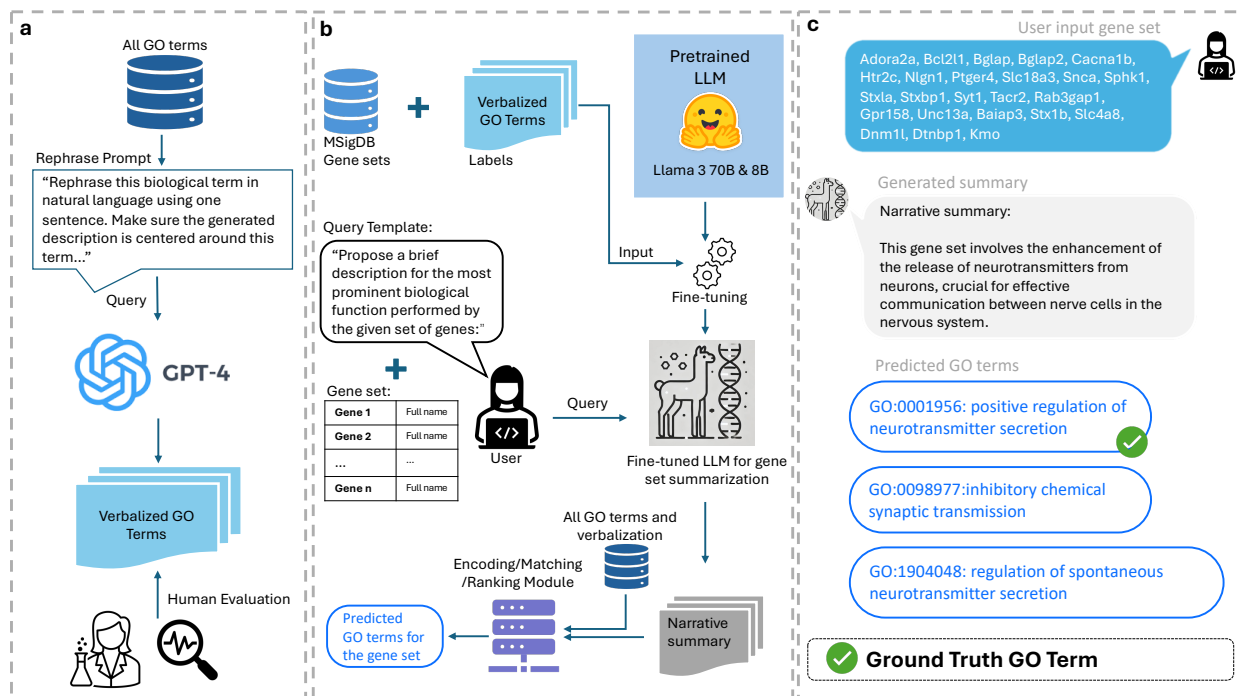 a
All GO terms
Rephrase Prompt
“Rephrase this biological term in
natural language using one
sentence. Make sure the generated
description is centered around this
term...”
Query
GPT-4
Verbalized GO
Terms
Human Evaluation
b
MSigDB
Gene sets
Verbalized
GO Terms
Labels
Pretrained
LLM
Llama 3 70B & 8B
Query Template:
“Propose a brief
description for the most
prominent biological
function performed by
the given set of genes:”
Input
Fine-tuning
Gene set:
Gene 1 Full name
Gene 2 Full name
... ...
Gene n Full name
User
Query
Fine-tuned LLM for gene
set summarization
All GO terms and
verbalization
Encoding/Matching
/Ranking Module
Predicted
GO terms for
the gene set
Narrative
summary
c
User input gene set
Adora2a, Bcl2l1, Bglap, Bglap2, Cacna1b,
Htr2c, Nlgn1, Ptger4, Slc18a3, Snca, Sphk1,
Stxla, Stxbp1, Syt1, Tacr2, Rab3gap1,
Gpr158, Unc13a, Baiap3, Stx1b, Slc4a8,
Dnm1l, Dtnbp1, Kmo
Generated summary
Narrative summary:
This gene set involves the enhancement of
the release of neurotransmitters from
neurons, crucial for effective
communication between nerve cells in the
nervous system.
Predicted GO terms
GO:0001956: positive regulation of
neurotransmitter secretion
GO:0098977:inhibitory chemical
synaptic transmission
GO:1904048: regulation of spontaneous
neurotransmitter secretion
Ground Truth GO Term